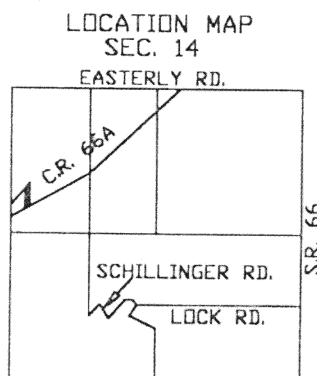 LOCATION MAP
SEC. 14
EASTERLY RD.
C.R. 66A
S.R. 66
SCHILLINGER RD.
LOCK RD.